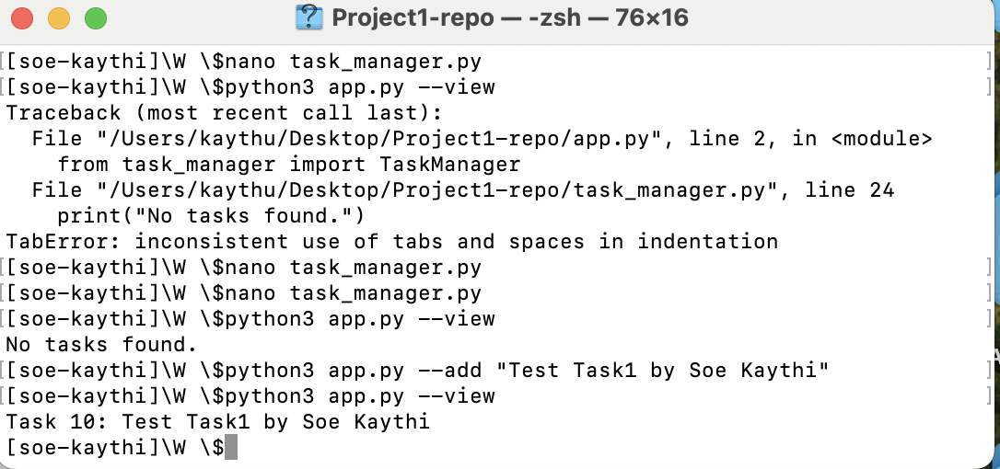 Project1-repo — -zsh — 76×16
[[soe-kaythi]\W \$nano task_manager.py ]
[[soe-kaythi]\W \$python3 app.py --view ]
Traceback (most recent call last):
  File "/Users/kaythu/Desktop/Project1-repo/app.py", line 2, in <module>
    from task_manager import TaskManager
  File "/Users/kaythu/Desktop/Project1-repo/task_manager.py", line 24
    print("No tasks found.")
TabError: inconsistent use of tabs and spaces in indentation
[[soe-kaythi]\W \$nano task_manager.py ]
[[soe-kaythi]\W \$nano task_manager.py ]
[[soe-kaythi]\W \$python3 app.py --view ]
No tasks found.
[[soe-kaythi]\W \$python3 app.py --add "Test Task1 by Soe Kaythi" ]
[[soe-kaythi]\W \$python3 app.py --view ]
Task 10: Test Task1 by Soe Kaythi
[soe-kaythi]\W \$